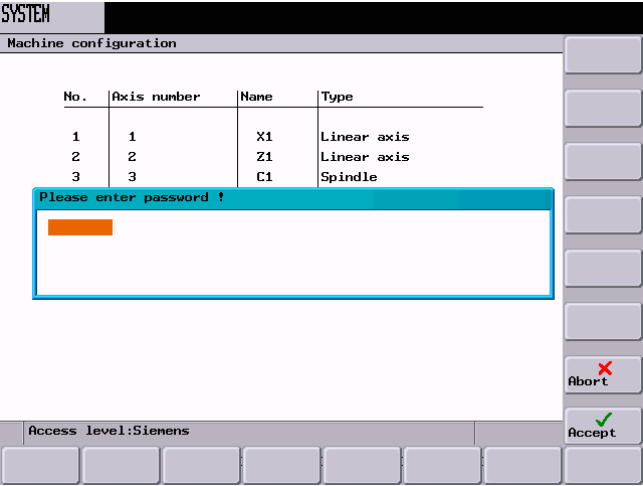 SYSTEM
Machine configuration
No. Axis number Name Type
1 1 X1 Linear axis
2 2 Z1 Linear axis
3 3 C1 Spindle
Please enter password !
Abort
Access level:Siemens
Accept